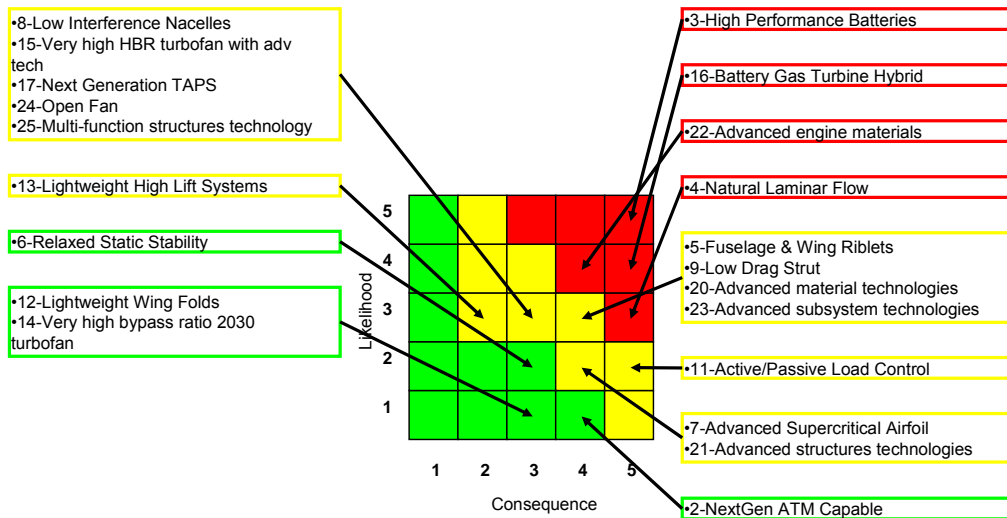 •8-Low Interference Nacelles
•15-Very high HBR turbofan with adv
tech
•17-Next Generation TAPS
•24-Open Fan
•25-Multi-function structures technology
•13-Lightweight High Lift Systems
•6-Relaxed Static Stability
•12-Lightweight Wing Folds
•14-Very high bypass ratio 2030
turbofan
Likelihood
5
4
3
2
1
1 2 3 4 5
Consequence
•3-High Performance Batteries
•16-Battery Gas Turbine Hybrid
•22-Advanced engine materials
•4-Natural Laminar Flow
•5-Fuselage & Wing Riblets
•9-Low Drag Strut
•20-Advanced material technologies
•23-Advanced subsystem technologies
•11-Active/Passive Load Control
•7-Advanced Supercritical Airfoil
•21-Advanced structures technologies
•2-NextGen ATM Capable